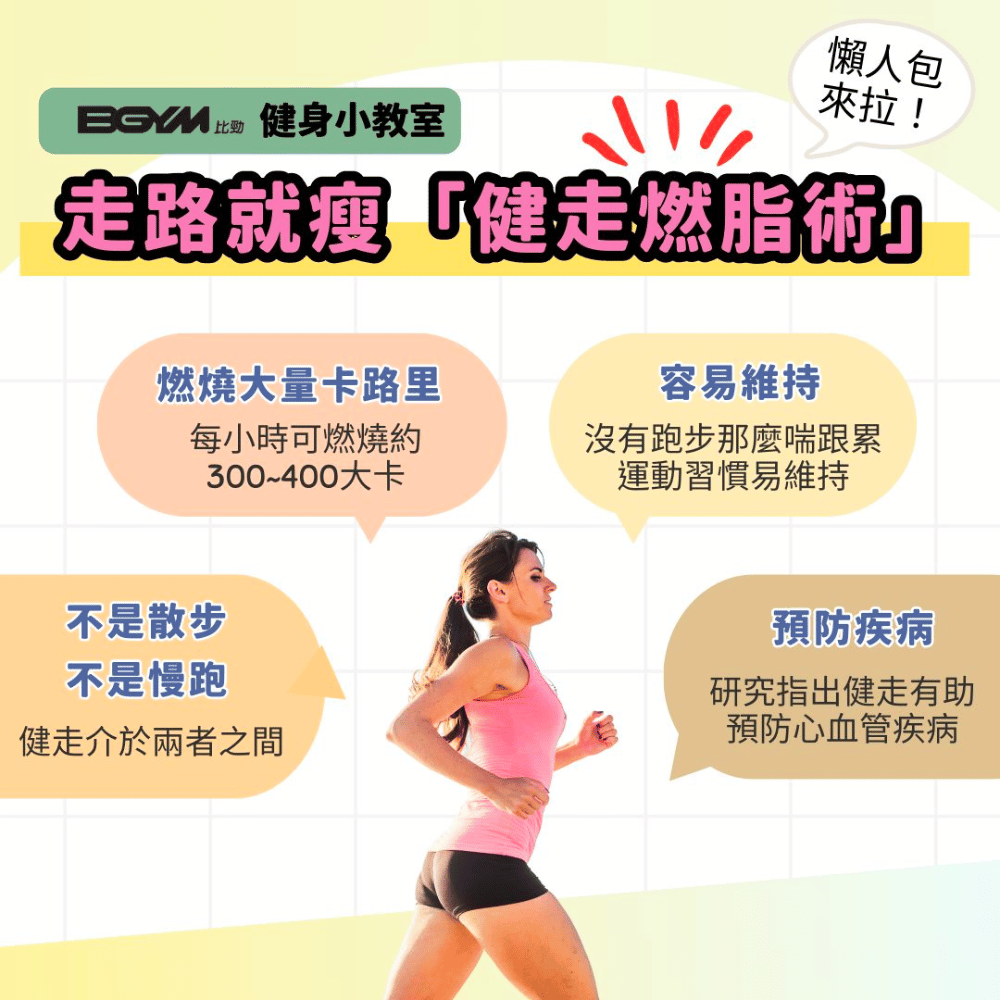 懶人包
來拉！
BGYM 比勁 健身小教室
走路就瘦「健走燃脂術」
燃燒大量卡路里
每小時可燃燒約
300~400大卡
容易維持
沒有跑步那麼喘跟累
運動習慣易維持
不是散步
不是慢跑
健走介於兩者之間
預防疾病
研究指出健走有助
預防心血管疾病